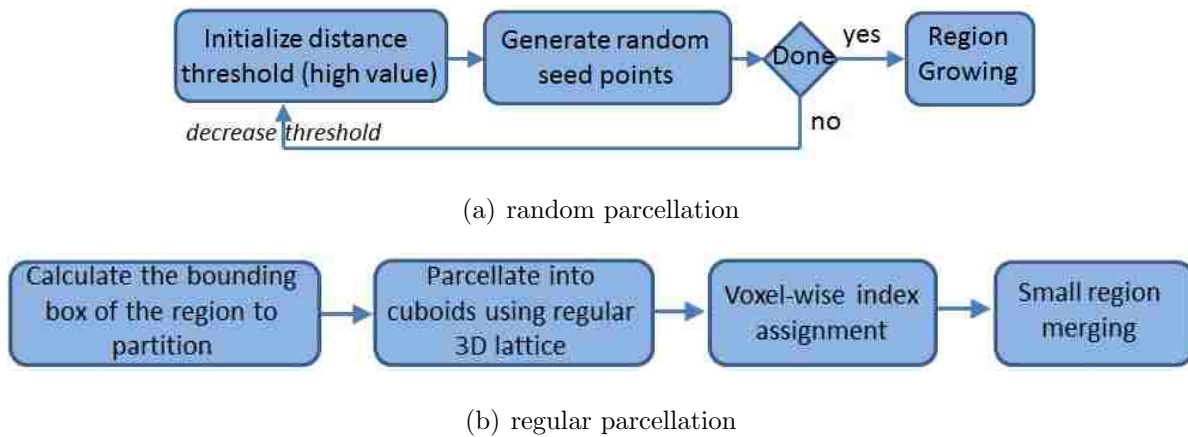 Initialize distance
threshold (high value)
Generate random
seed points
Done
yes
Region
Growing
no
decrease threshold
(a) random parcellation
Calculate the bounding
box of the region to
partition
Parcellate into
cuboids using regular
3D lattice
Voxel-wise index
assignment
Small region
merging
(b) regular parcellation